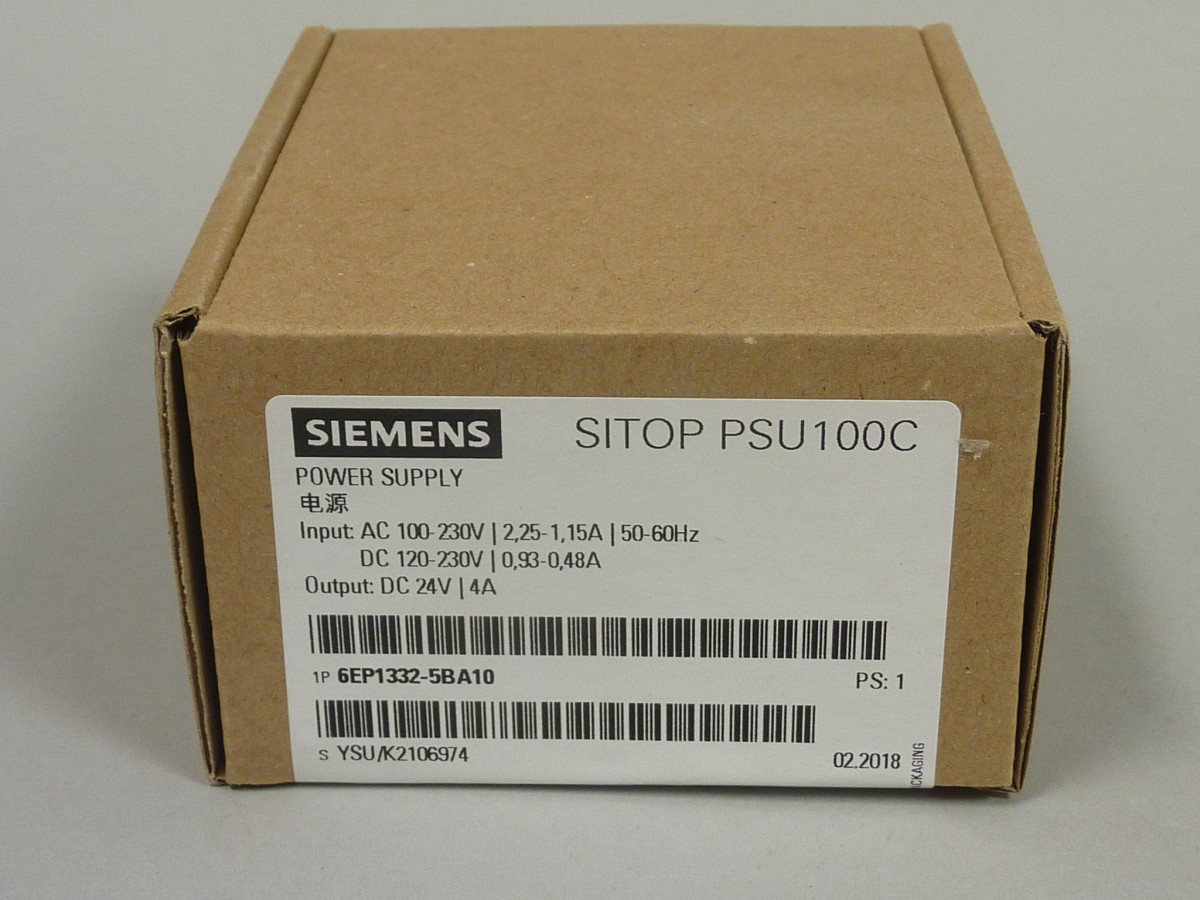 SIEMENS
SITOP PSU100C
POWER SUPPLY
电源
Input: AC 100-230V | 2,25-1,15A | 50-60Hz
DC 120-230V | 0,93-0,48A
Output: DC 24V | 4A
1P 6EP1332-5BA10
PS: 1
S YSU/K2106974
02.2018